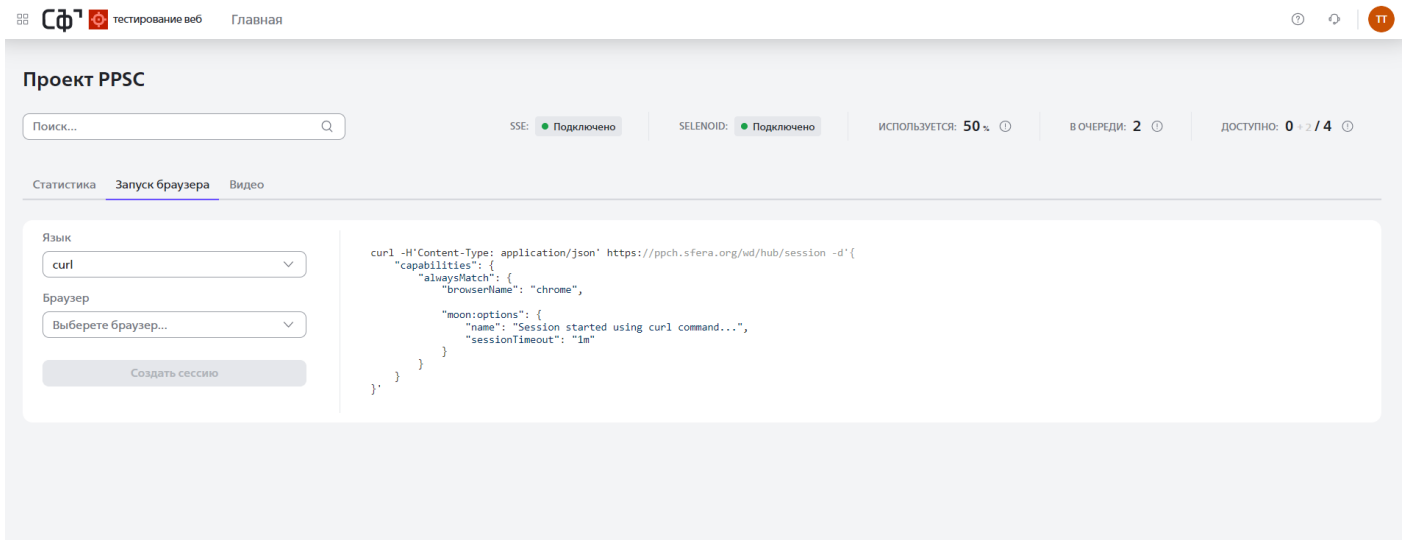 СФ тестирование веб Главная ТТ
Проект PPSC
Поиск... SSE: Подключено SELENOID: Подключено ИСПОЛЬЗУЕТСЯ: 50 % В ОЧЕРЕДИ: 2 ДОСТУПНО: 0 + 2 / 4
Статистика Запуск браузера Видео
Язык
curl
Браузер
Выберете браузер...
Создать сессию
curl -H'Content-Type: application/json' https://ppch.sfera.org/wd/hub/session -d'{
"capabilities": {
"alwaysMatch": {
"browserName": "chrome",
"moon:options": {
"name": "Session started using curl command...",
"sessionTimeout": "1m"
}
}
}
}'